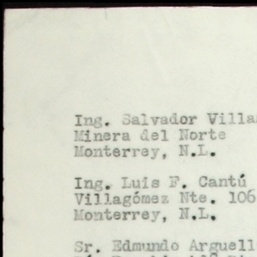 Ing. Salvador Villa
Minera del Norte
Monterrey, N.L.
Ing. Luis F. Cantú
Villagómez Nte. 106
Monterrey, N.L.
Sr. Edmundo Arguell